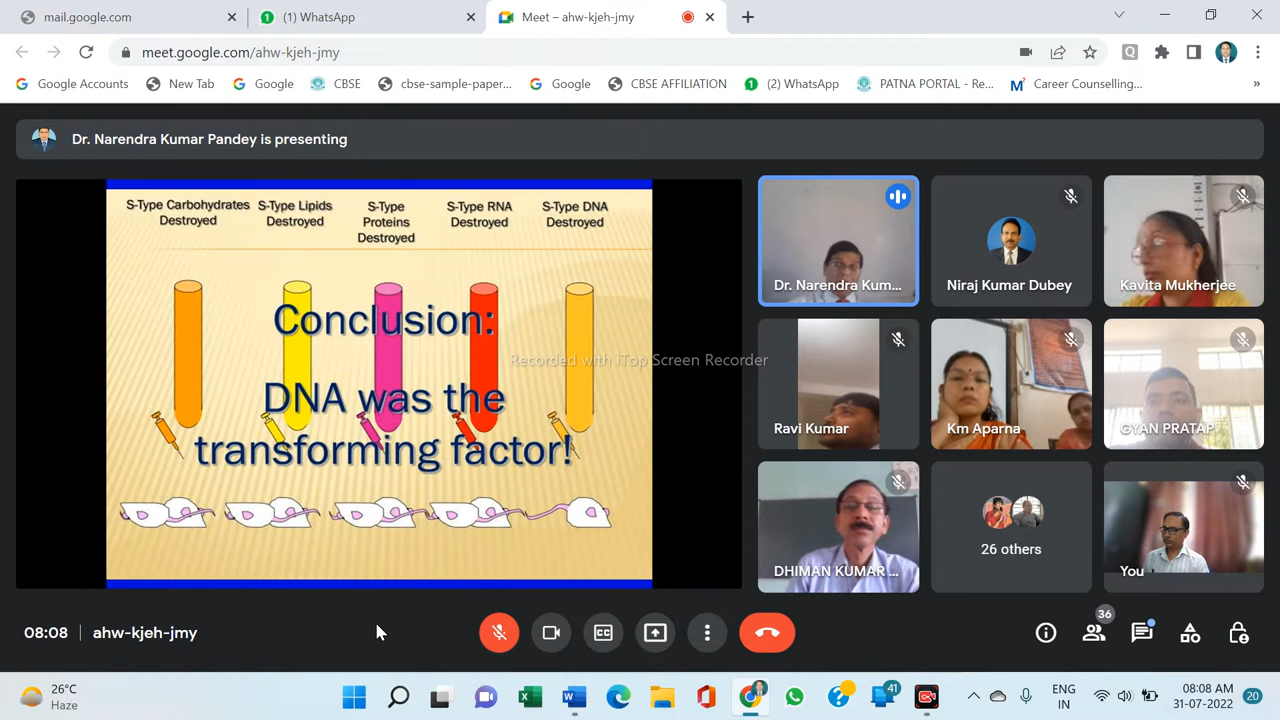 mail.google.com
(1) WhatsApp
Meet – ahw-kjeh-jmy
meet.google.com/ahw-kjeh-jmy
Google Accounts
New Tab
Google
CBSE
cbse-sample-paper...
Google
CBSE AFFILIATION
(2) WhatsApp
PATNA PORTAL - Re...
Career Counselling...
»
Dr. Narendra Kumar Pandey is presenting
S-Type Carbohydrates
Destroyed
S-Type Lipids
Destroyed
S-Type
Proteins
Destroyed
S-Type RNA
Destroyed
S-Type DNA
Destroyed
Conclusion:
DNA was the
transforming factor!
Recorded with iTop Screen Recorder
Dr. Narendra Kum...
Niraj Kumar Dubey
Kavita Mukherjee
Ravi Kumar
Km Aparna
GYAN PRATAP
DHIMAN KUMAR ...
26 others
You
08:08 | ahw-kjeh-jmy
36
26°C
Haze
41
ENG
IN
08:08 AM
31-07-2022
20